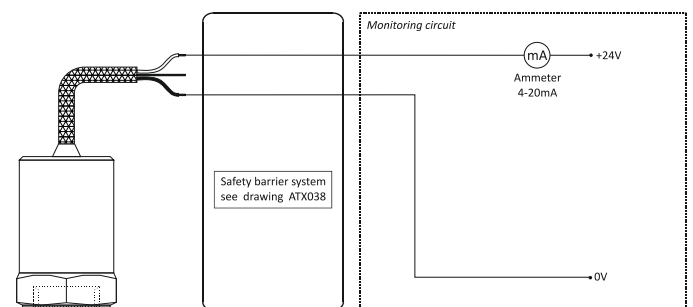 Monitoring circuit
mA
+24V
Ammeter
4-20mA
Safety barrier system
see drawing ATX038
0V